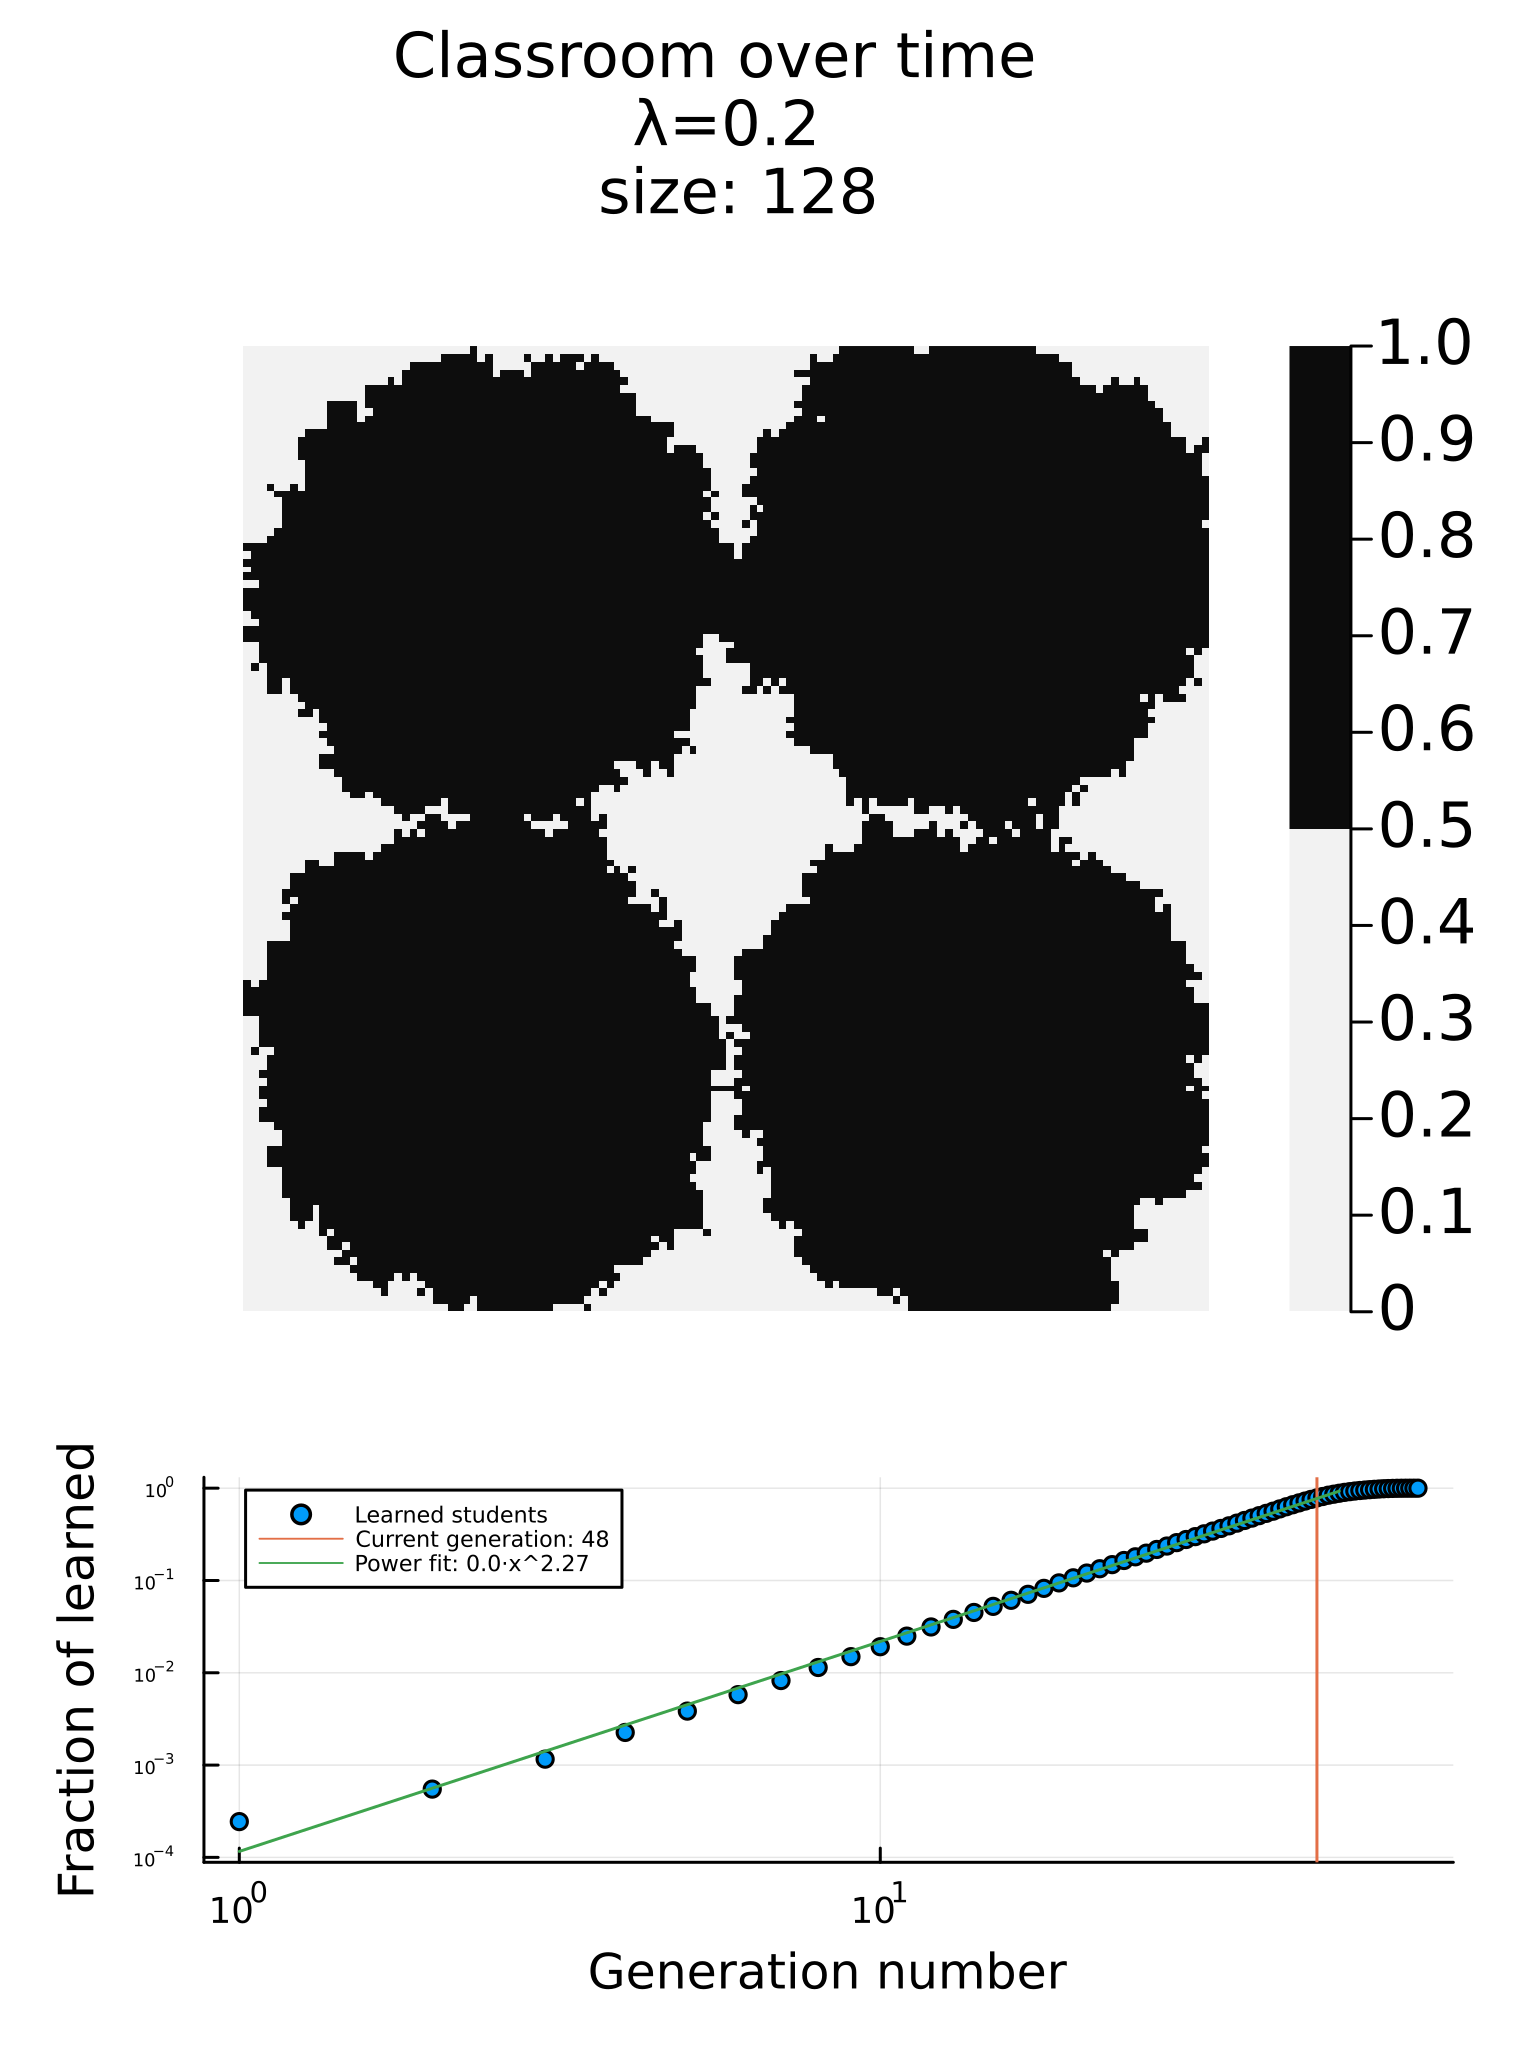 Classroom over time
λ=0.2
size: 128
1.0
0.9
0.8
0.7
0.6
0.5
0.4
0.3
0.2
0.1
0
Fraction of learned
10⁰
10⁻¹
10⁻²
10⁻³
10⁻⁴
Learned students
Current generation: 48
Power fit: 0.0·x^2.27
10⁰
10¹
Generation number